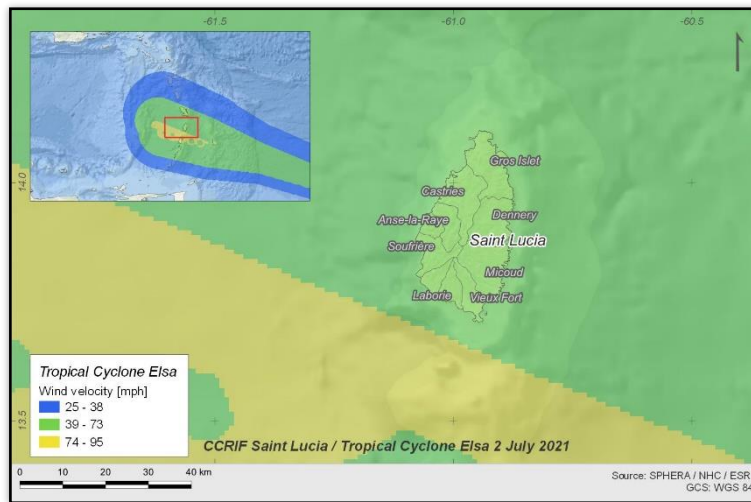 -61.5
-61.0
-60.5
14.0
13.5
Gros Islet
Castries
Dennery
Anse-la-Raye
Saint Lucia
Soufrière
Micoud
Laborie
Vieux Fort
Tropical Cyclone Elsa
Wind velocity [mph]
25 - 38
39 - 73
74 - 95
CCRIF Saint Lucia / Tropical Cyclone Elsa 2 July 2021
0 10 20 30 40 km
Source: SPHERA / NHC / ESR
GCS: WGS 84